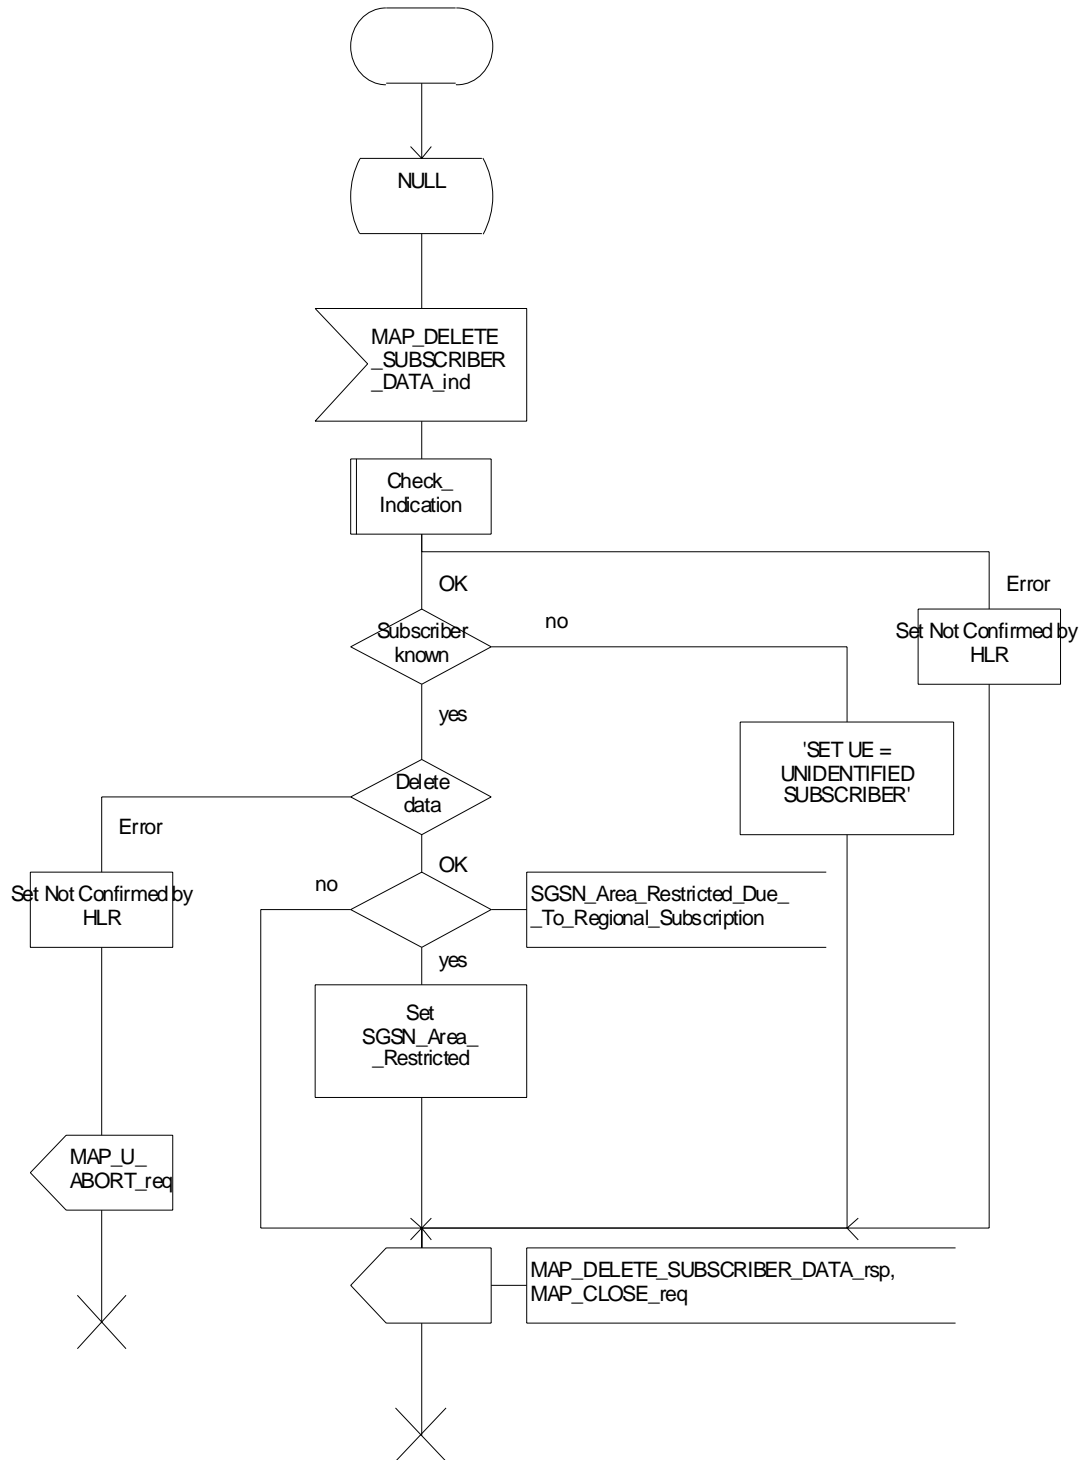 NULL
MAP_DELETE
_SUBSCRIBER
_DATA_ind
Check_
Indication
OK
Error
Subscriber
known
no
Set Not Confirmed by
HLR
yes
'SET UE =
UNIDENTIFIED
SUBSCRIBER'
Delete
data
Error
OK
Set Not Confirmed by
HLR
no
SGSN_Area_Restricted_Due_
_To_Regional_Subscription
yes
Set
SGSN_Area_
_Restricted
MAP_U_
ABORT_req
MAP_DELETE_SUBSCRIBER_DATA_rsp,
MAP_CLOSE_req